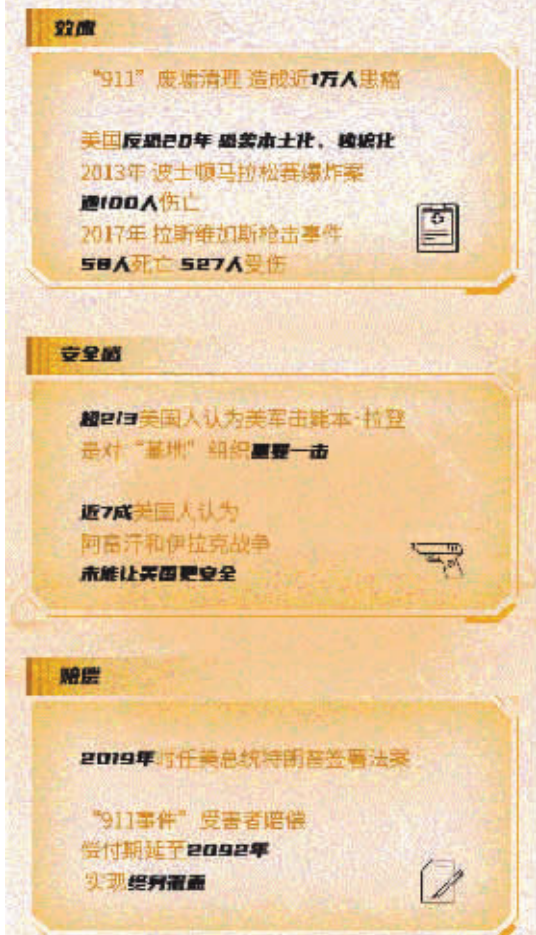 效应
“911”废墟清理 造成近1万人患癌
美国反恐20年 恐袭本土化、独狼化
2013年 波士顿马拉松赛爆炸案
逾100人伤亡
2017年 拉斯维加斯枪击事件
58人死亡 527人受伤
安全感
超2/3美国人认为美军击毙本·拉登
是对“基地”组织重要一击
近7成美国人认为
阿富汗和伊拉克战争
未能让美国更安全
赔偿
2019年时任美总统特朗普签署法案
“911事件”受害者赔偿
偿付期延至2092年
实现终身覆盖